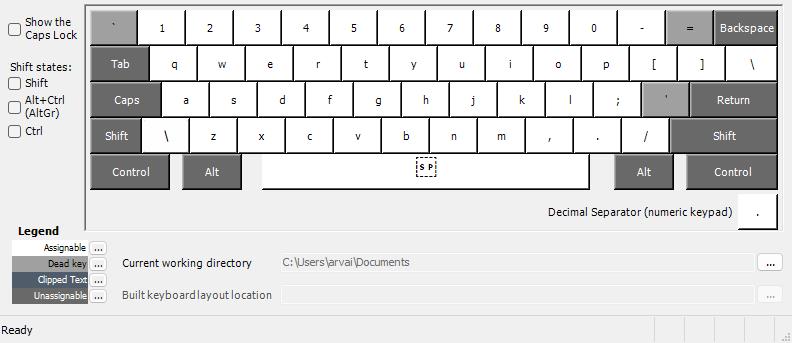 Show the
Caps Lock
Shift states:
Shift
Alt+Ctrl
(AltGr)
Ctrl
` 1 2 3 4 5 6 7 8 9 0 - = Backspace
Tab q w e r t y u i o p [ ] \
Caps a s d f g h j k l ; ' Return
Shift \ z x c v b n m , . / Shift
Control Alt SP Alt Control
Decimal Separator (numeric keypad) .
Legend
Assignable ...
Dead key ...
Clipped Text ...
Unassignable ...
Current working directory C:\Users\arvai\Documents ...
Built keyboard layout location ...
Ready